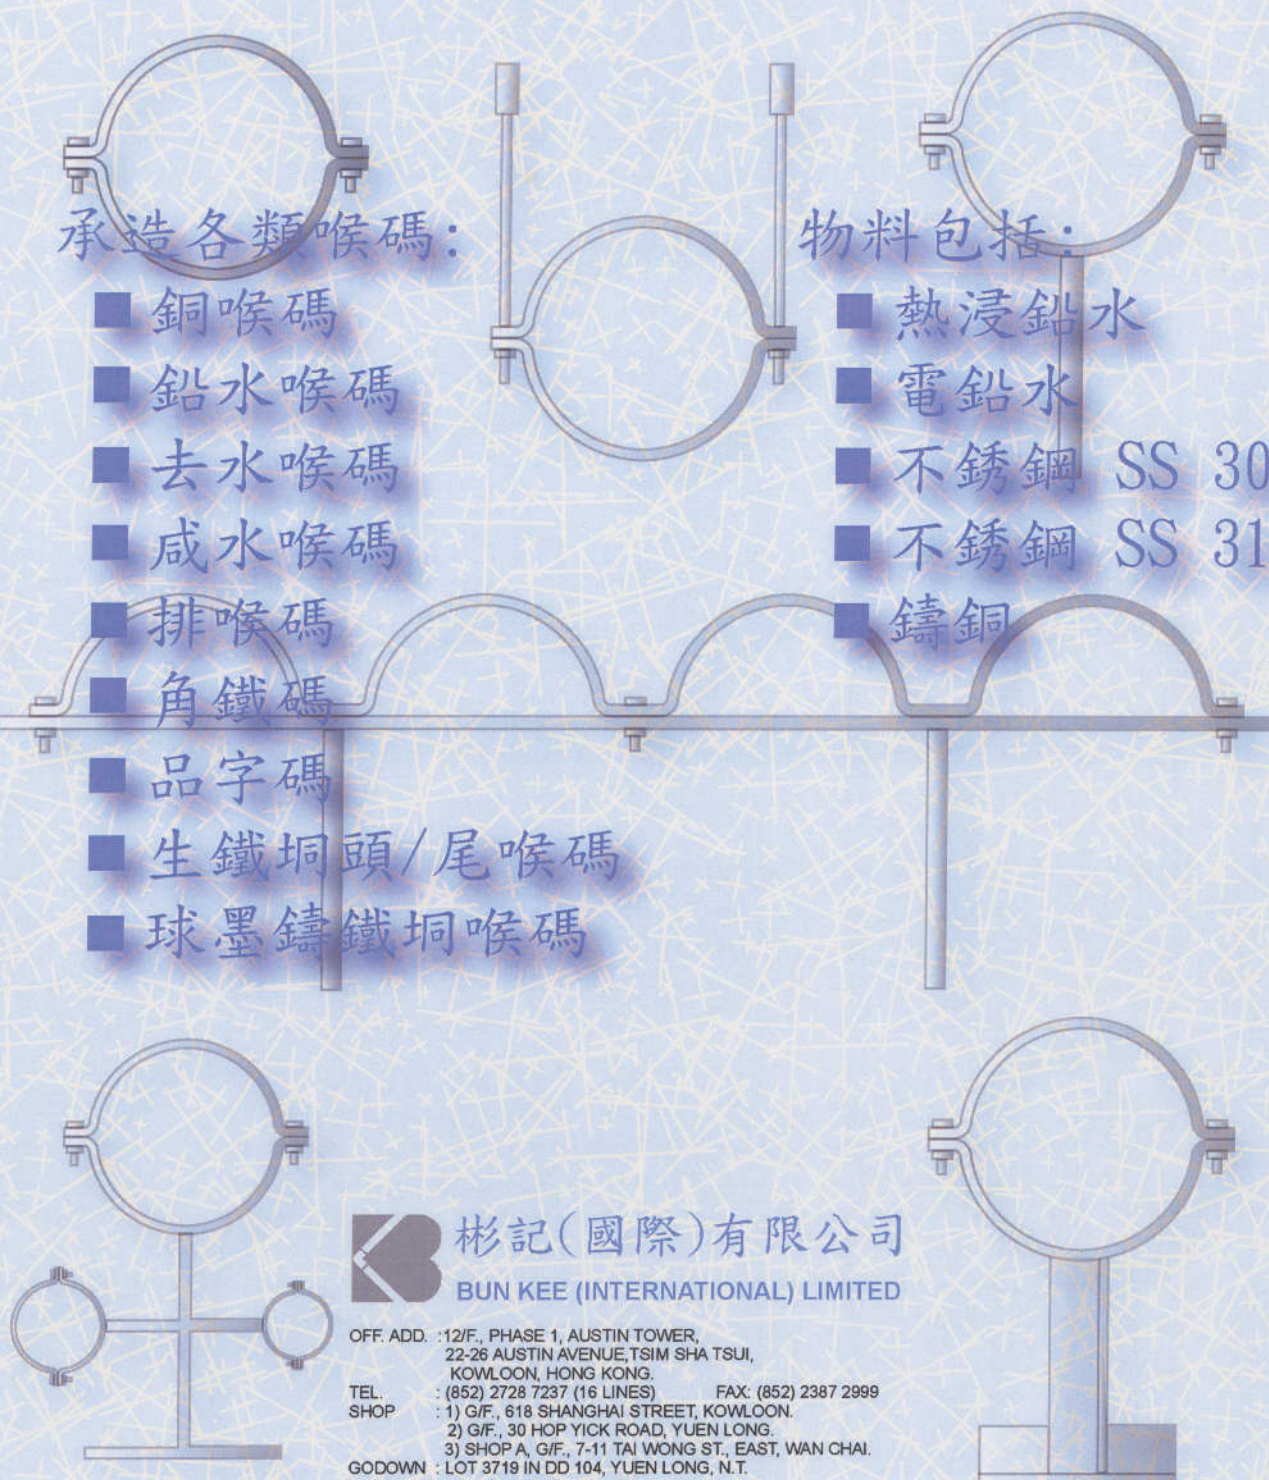 承造各類喉碼:
■ 銅喉碼
■ 鉛水喉碼
■ 去水喉碼
■ 咸水喉碼
■ 排喉碼
■ 角鐵碼
■ 品字碼
■ 生鐵垌頭/尾喉碼
■ 球墨鑄鐵垌喉碼
物料包括:
■ 熱浸鉛水
■ 電鉛水
■ 不銹鋼 SS 30
■ 不銹鋼 SS 31
■ 鑄銅
彬記(國際)有限公司
BUN KEE (INTERNATIONAL) LIMITED
OFF. ADD. :12/F., PHASE 1, AUSTIN TOWER,
22-26 AUSTIN AVENUE,TSIM SHA TSUI,
KOWLOON, HONG KONG.
TEL. : (852) 2728 7237 (16 LINES) FAX: (852) 2387 2999
SHOP : 1) G/F., 618 SHANGHAI STREET, KOWLOON.
2) G/F., 30 HOP YICK ROAD, YUEN LONG.
3) SHOP A, G/F., 7-11 TAI WONG ST., EAST, WAN CHAI.
GODOWN : LOT 3719 IN DD 104, YUEN LONG, N.T.